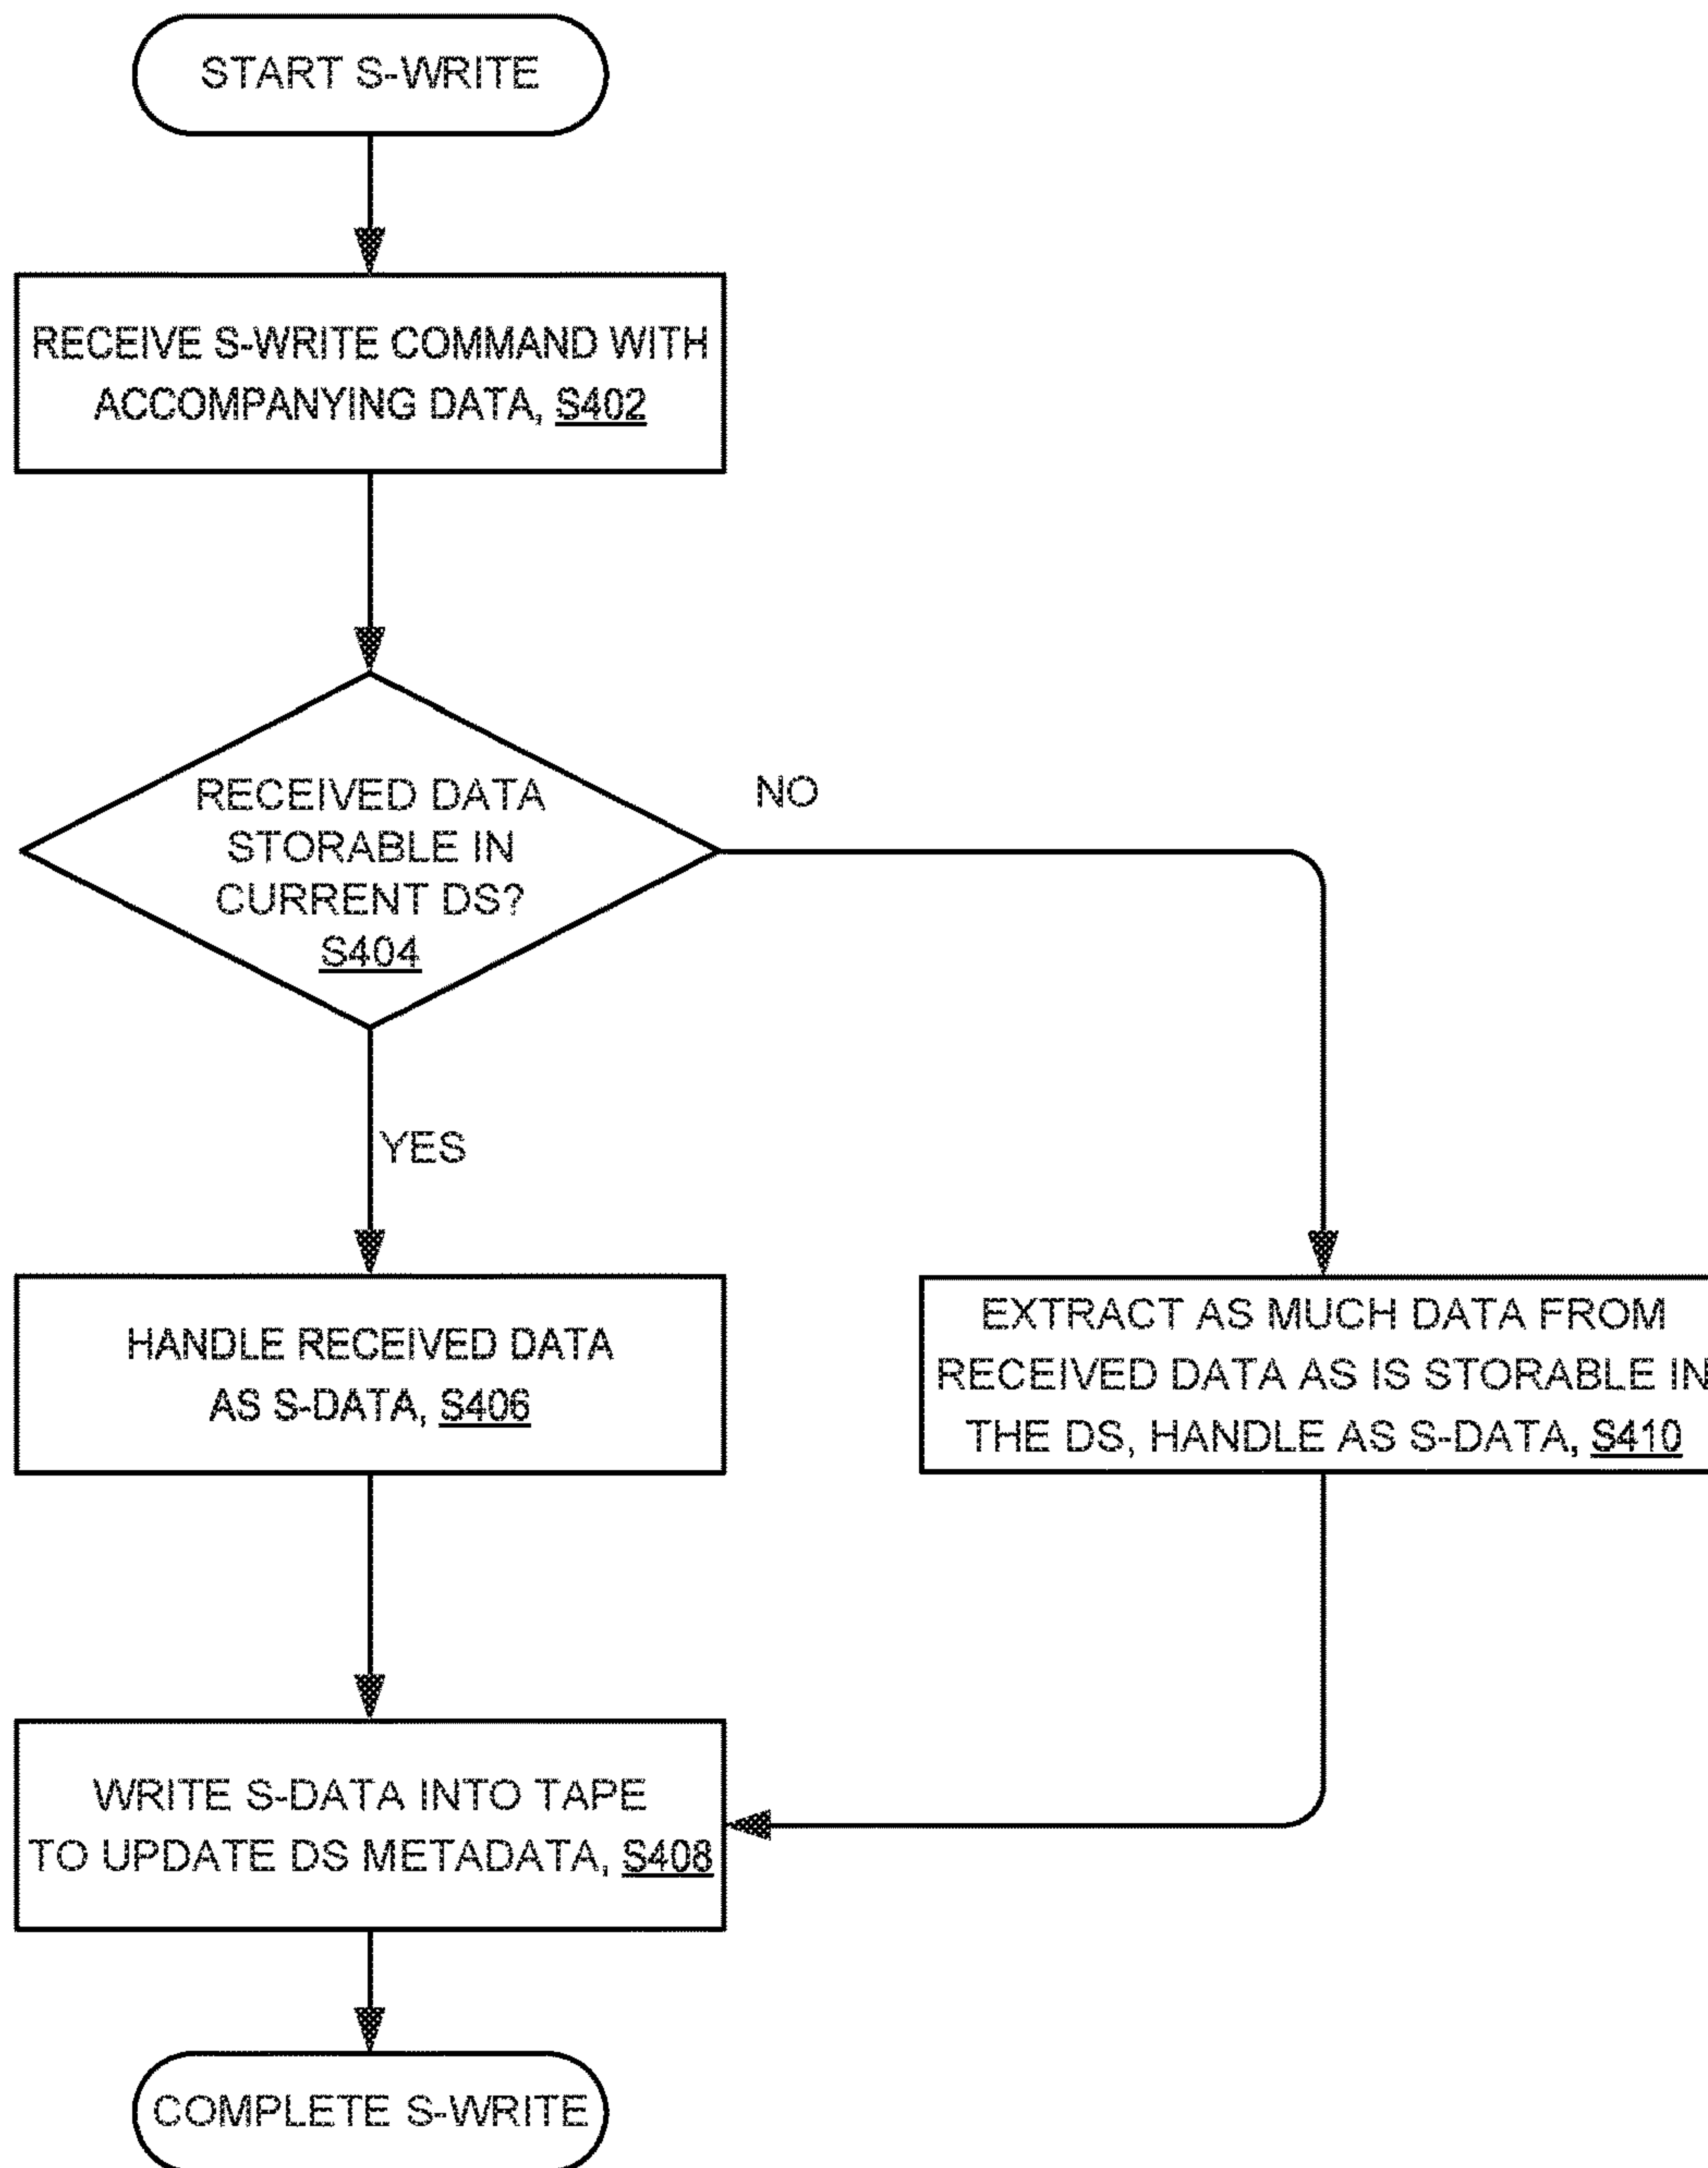 START S-WRITE
RECEIVE S-WRITE COMMAND WITH
ACCOMPANYING DATA, S402
RECEIVED DATA
STORABLE IN
CURRENT DS?
S404
NO
YES
HANDLE RECEIVED DATA
AS S-DATA, S406
EXTRACT AS MUCH DATA FROM
RECEIVED DATA AS IS STORABLE IN
THE DS, HANDLE AS S-DATA, S410
WRITE S-DATA INTO TAPE
TO UPDATE DS METADATA, S408
COMPLETE S-WRITE